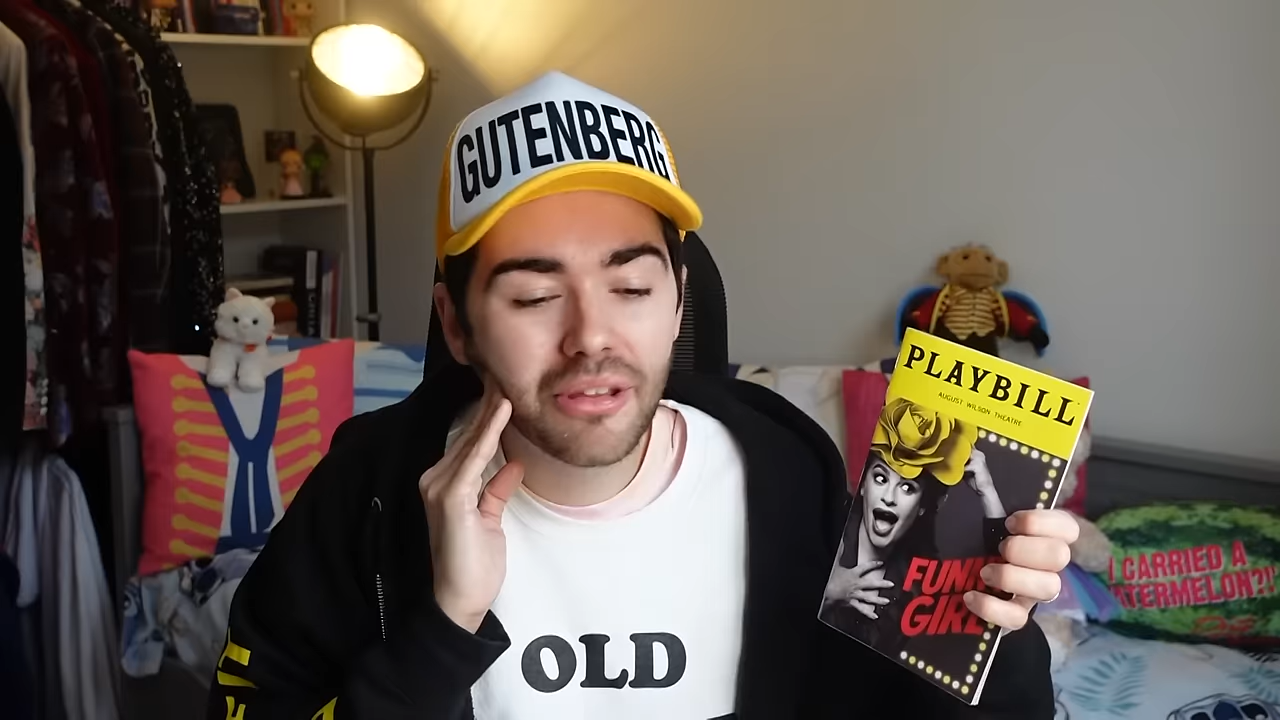 GUTENBERG
PLAYBILL
AUGUST WILSON THEATRE
FUNNY
GIRL
OLD
I CARRIED A
WATERMELON?!!